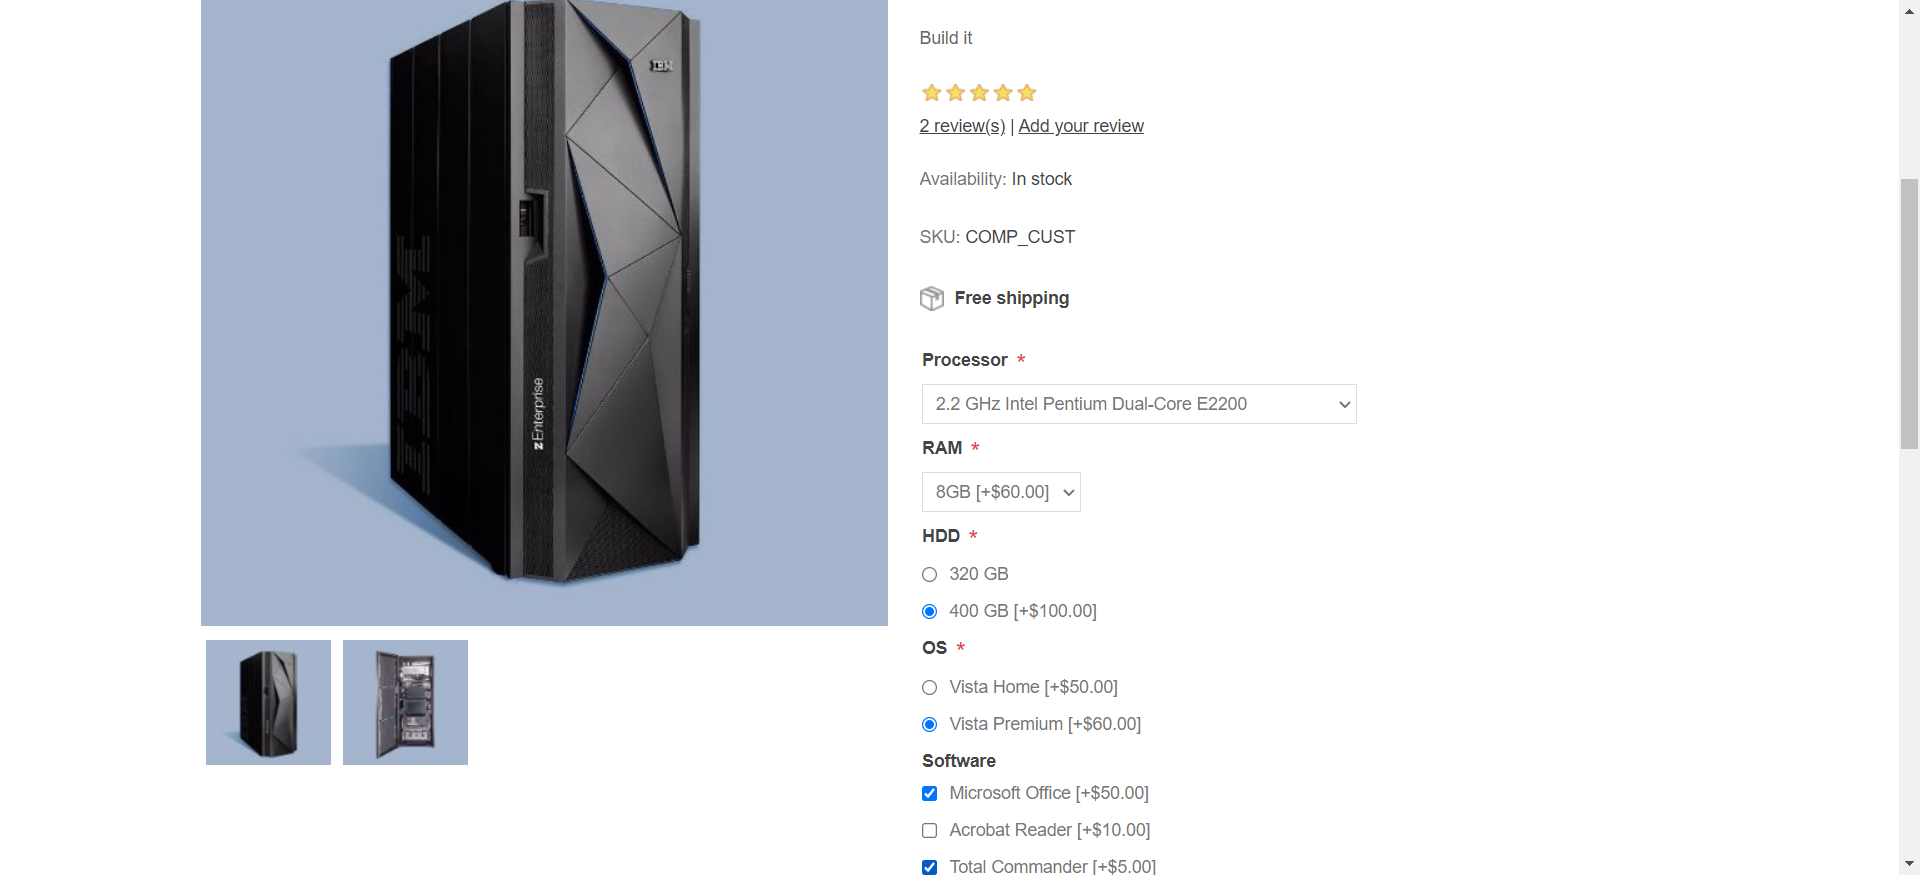 IBM
IBM
zEnterprise
Build it
2 review(s) | Add your review
Availability: In stock
SKU: COMP_CUST
Free shipping
Processor *
2.2 GHz Intel Pentium Dual-Core E2200
RAM *
8GB [+$60.00]
HDD *
320 GB
400 GB [+$100.00]
OS *
Vista Home [+$50.00]
Vista Premium [+$60.00]
Software
Microsoft Office [+$50.00]
Acrobat Reader [+$10.00]
Total Commander [+$5.00]